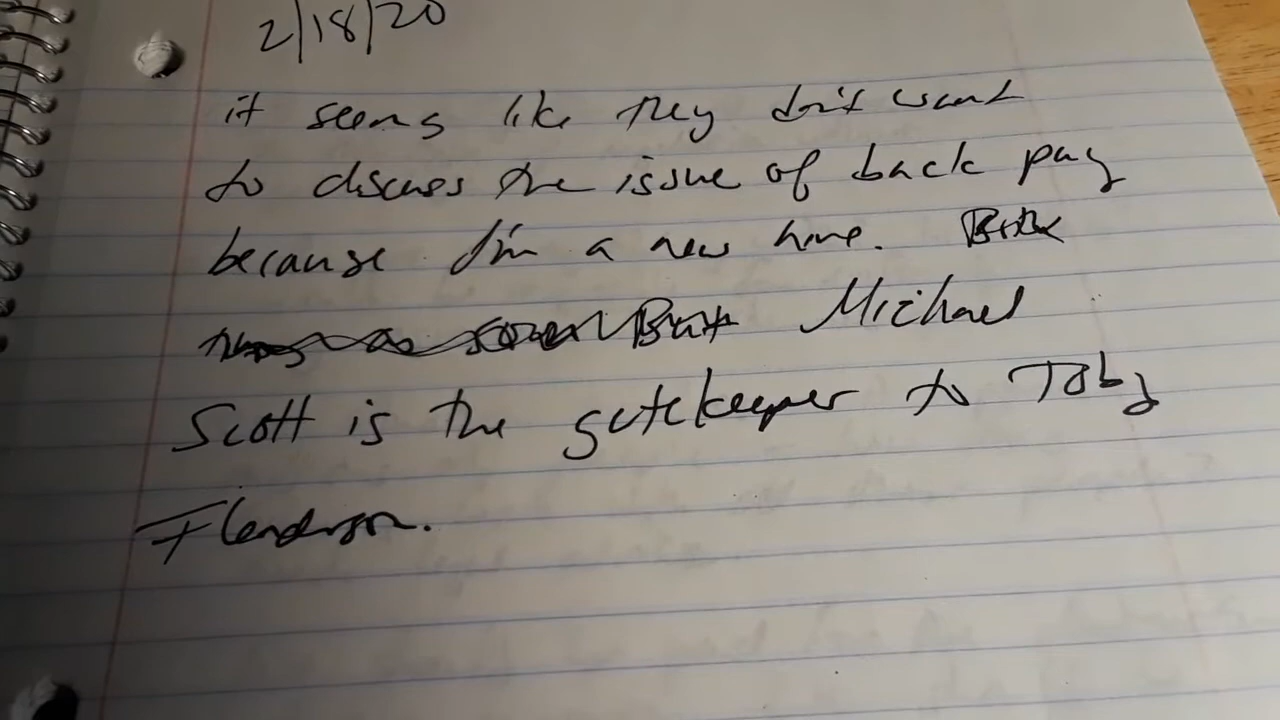 2/18/20
it seems like they don't want
to discuss the issue of back pay
because I'm a new hire.
But Michael
Scott is the gatekeeper to Toby
Flenderson.